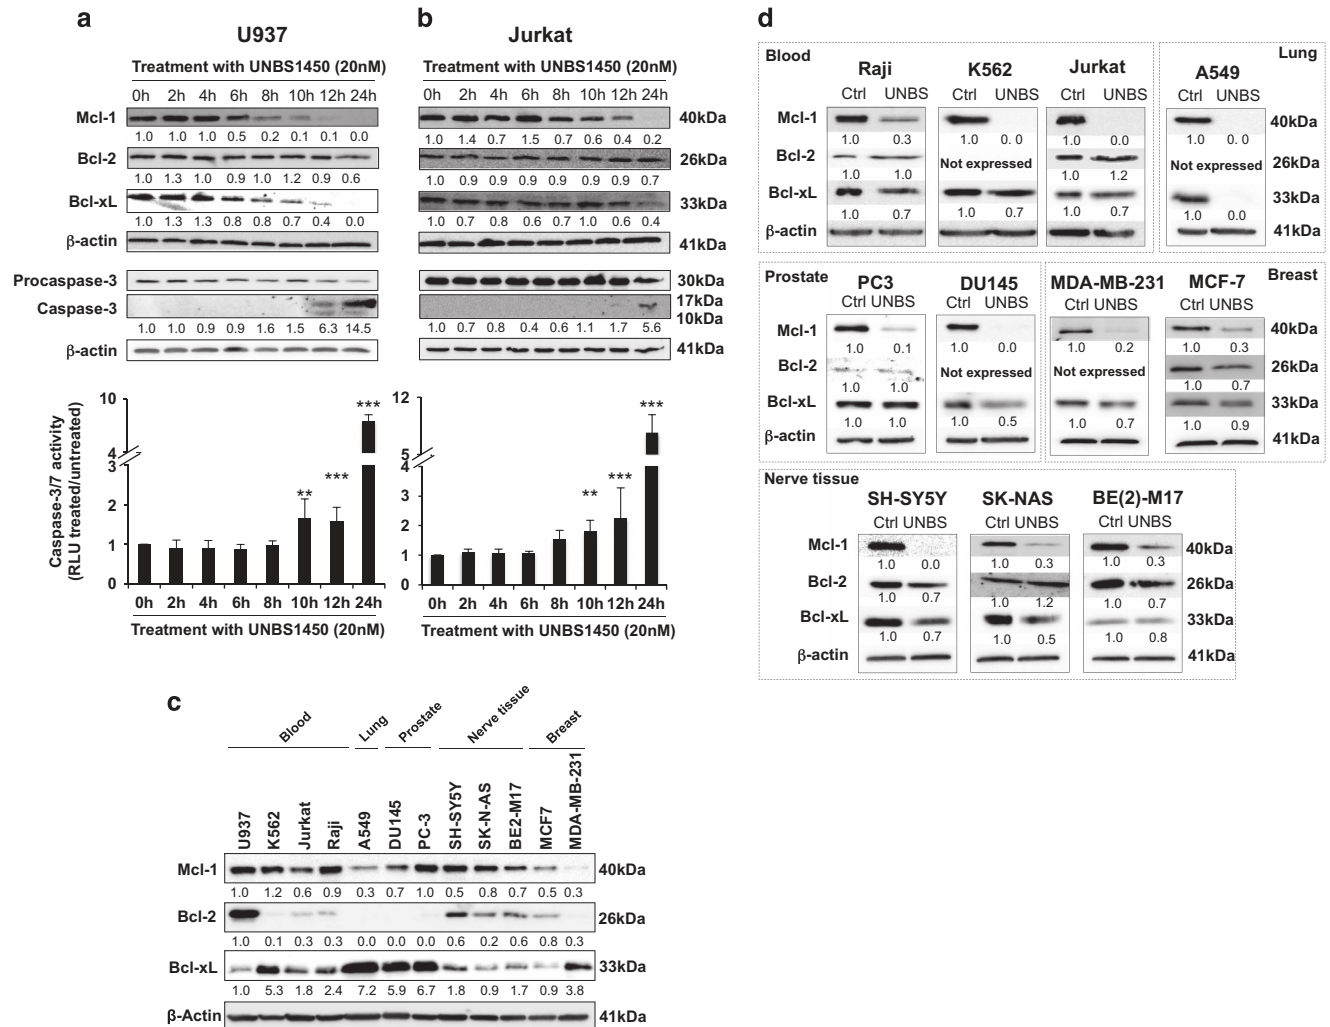 a
U937
Treatment with UNBS1450 (20nM)
0h 2h 4h 6h 8h 10h 12h 24h
Mcl-1
1.0 1.0 1.0 0.5 0.2 0.1 0.1 0.0
Bcl-2
1.0 1.3 1.0 0.9 1.0 1.2 0.9 0.6
Bcl-xL
1.0 1.3 1.3 0.8 0.8 0.7 0.4 0.0
β-actin
Procaspase-3
Caspase-3
1.0 1.0 0.9 0.9 1.6 1.5 6.3 14.5
β-actin
Caspase-3/7 activity
(RLU treated/untreated)
10
4
3
2
1
0
** *** ***
0h 2h 4h 6h 8h 10h 12h 24h
Treatment with UNBS1450 (20nM)
b
Jurkat
Treatment with UNBS1450 (20nM)
0h 2h 4h 6h 8h 10h 12h 24h
40kDa
1.0 1.4 0.7 1.5 0.7 0.6 0.4 0.2
26kDa
1.0 0.9 0.9 0.9 0.9 0.9 0.9 0.7
33kDa
1.0 0.7 0.8 0.6 0.7 1.0 0.6 0.4
41kDa
30kDa
17kDa
10kDa
1.0 0.7 0.8 0.4 0.6 1.1 1.7 5.6
41kDa
12
5
4
3
2
1
0
** *** ***
0h 2h 4h 6h 8h 10h 12h 24h
Treatment with UNBS1450 (20nM)
c
Blood Lung Prostate Nerve tissue Breast
U937 K562 Jurkat Raji A549 DU145 PC-3 SH-SY5Y SK-N-AS BE2-M17 MCF7 MDA-MB-231
Mcl-1 40kDa
1.0 1.2 0.6 0.9 0.3 0.7 1.0 0.5 0.8 0.7 0.5 0.3
Bcl-2 26kDa
1.0 0.1 0.3 0.3 0.0 0.0 0.0 0.6 0.2 0.6 0.8 0.3
Bcl-xL 33kDa
1.0 5.3 1.8 2.4 7.2 5.9 6.7 1.8 0.9 1.7 0.9 3.8
β-Actin 41kDa
d
Blood Lung
Raji K562 Jurkat A549
Ctrl UNBS Ctrl UNBS Ctrl UNBS Ctrl UNBS
Mcl-1 40kDa
1.0 0.3 1.0 0.0 1.0 0.0 1.0 0.0
Bcl-2 Not expressed Not expressed 26kDa
1.0 1.0 1.0 1.2
Bcl-xL 33kDa
1.0 0.7 1.0 0.7 1.0 0.7 1.0 0.0
β-actin 41kDa
Prostate Breast
PC3 DU145 MDA-MB-231 MCF-7
Ctrl UNBS Ctrl UNBS Ctrl UNBS Ctrl UNBS
Mcl-1 40kDa
1.0 0.1 1.0 0.0 1.0 0.2 1.0 0.3
Bcl-2 Not expressed Not expressed 26kDa
1.0 1.0 1.0 0.7
Bcl-xL 33kDa
1.0 1.0 1.0 0.5 1.0 0.7 1.0 0.9
β-actin 41kDa
Nerve tissue
SH-SY5Y SK-NAS BE(2)-M17
Ctrl UNBS Ctrl UNBS Ctrl UNBS
Mcl-1 40kDa
1.0 0.0 1.0 0.3 1.0 0.3
Bcl-2 26kDa
1.0 0.7 1.0 1.2 1.0 0.7
Bcl-xL 33kDa
1.0 0.7 1.0 0.5 1.0 0.8
β-actin 41kDa